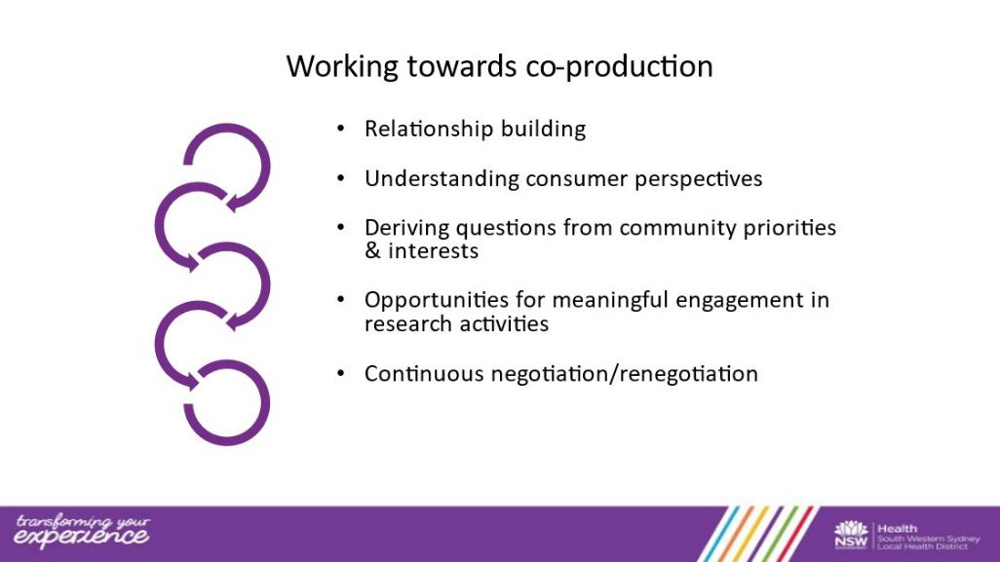 Working towards co-production
• Relationship building
• Understanding consumer perspectives
• Deriving questions from community priorities
& interests
• Opportunities for meaningful engagement in
research activities
• Continuous negotiation/renegotiation
transforming your
experience
NSW
GOVERNMENT
Health
South Western Sydney
Local Health District